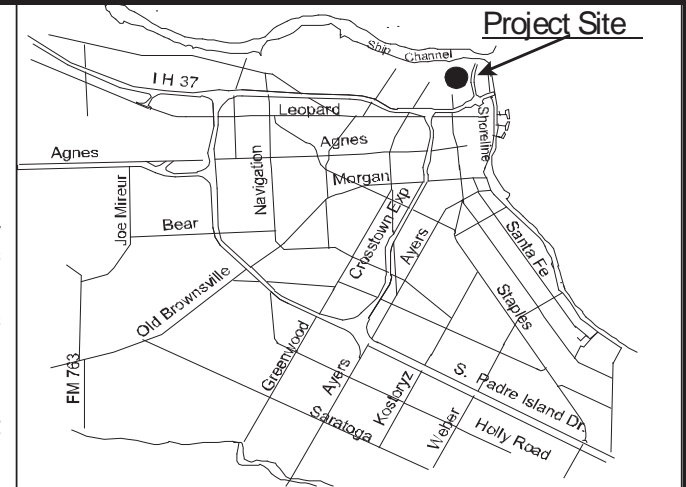 Project Site
Ship Channel
I H 37
Leopard
Shoreline
Agnes
Agnes
Navigation
Morgan
Joe Mireur
Bear
Crosstown Exp
Ayers
Santa Fe
Old Brownsville
Staples
FM 763
Greenwood
Ayers
Kostoryz
S. Padre Island Dr.
Saratoga
Weber
Holly Road